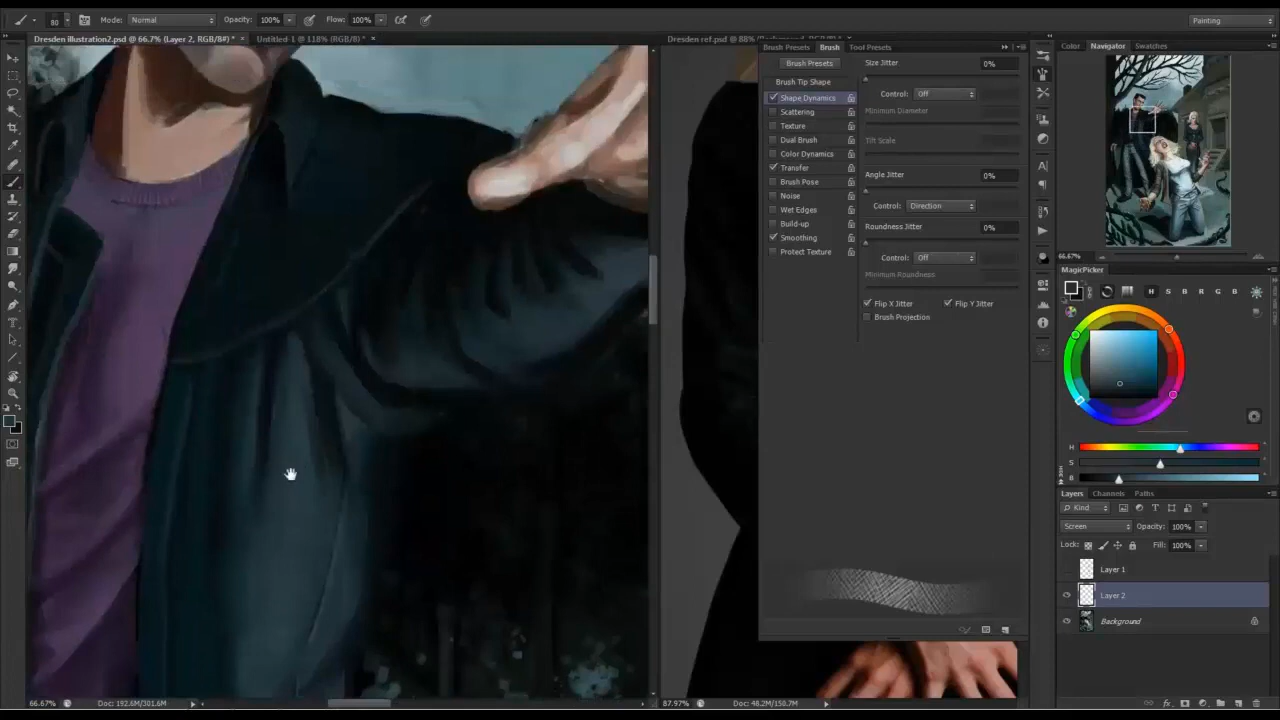 80 Mode: Normal Opacity: 100% Flow: 100% Painting
Dresden illustration2.psd @ 66.7% (Layer 2, RGB/8#) * × Untitled-1 @ 118% (RGB/8) * ×
Brush Presets Brush Tool Presets
Brush Presets
Brush Tip Shape
Shape Dynamics
Scattering
Texture
Dual Brush
Color Dynamics
Transfer
Brush Pose
Noise
Wet Edges
Build-up
Smoothing
Protect Texture
Size Jitter 0%
Control: Off
Minimum Diameter
Tilt Scale
Angle Jitter 0%
Control: Direction
Roundness Jitter 0%
Control: Off
Minimum Roundness
Flip X Jitter Flip Y Jitter
Brush Projection
Color Navigator Swatches
66.67%
MagicPicker
H S B R G B
H
S
B
Layers Channels Paths
Kind
Screen Opacity: 100%
Lock: Fill: 100%
Layer 1
Layer 2
Background
66.67% Doc: 192.6M/301.6M
87.97% Doc: 48.2M/150.7M